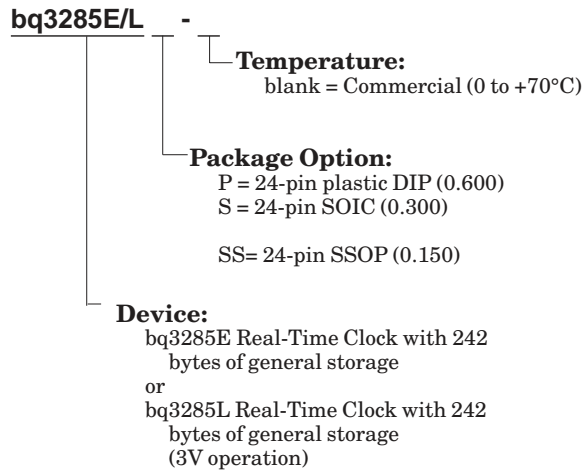 bq3285E/L -
Temperature:
blank = Commercial (0 to +70°C)
Package Option:
P = 24-pin plastic DIP (0.600)
S = 24-pin SOIC (0.300)
SS= 24-pin SSOP (0.150)
Device:
bq3285E Real-Time Clock with 242
bytes of general storage
or
bq3285L Real-Time Clock with 242
bytes of general storage
(3V operation)